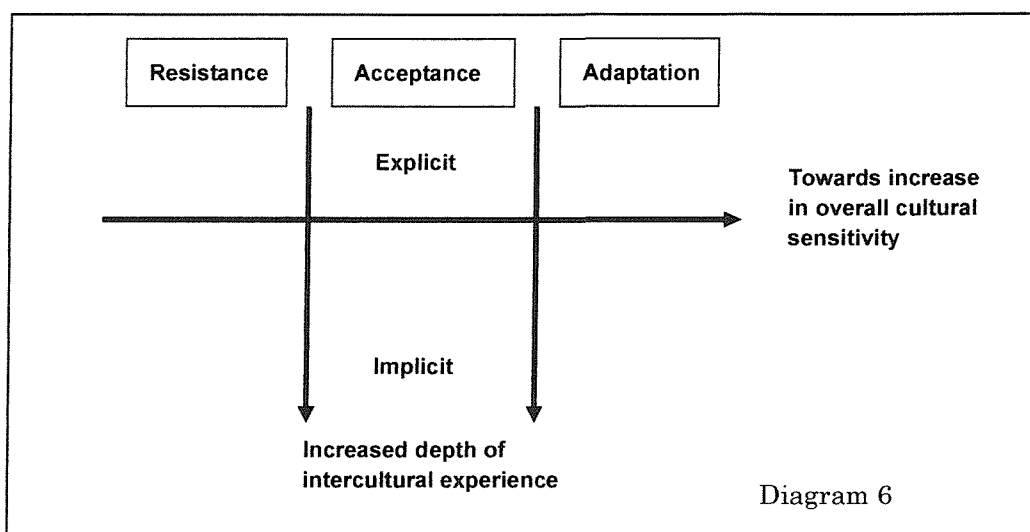 Resistance
Acceptance
Adaptation
Explicit
Towards increase
in overall cultural
sensitivity
Implicit
Increased depth of
intercultural experience
Diagram 6